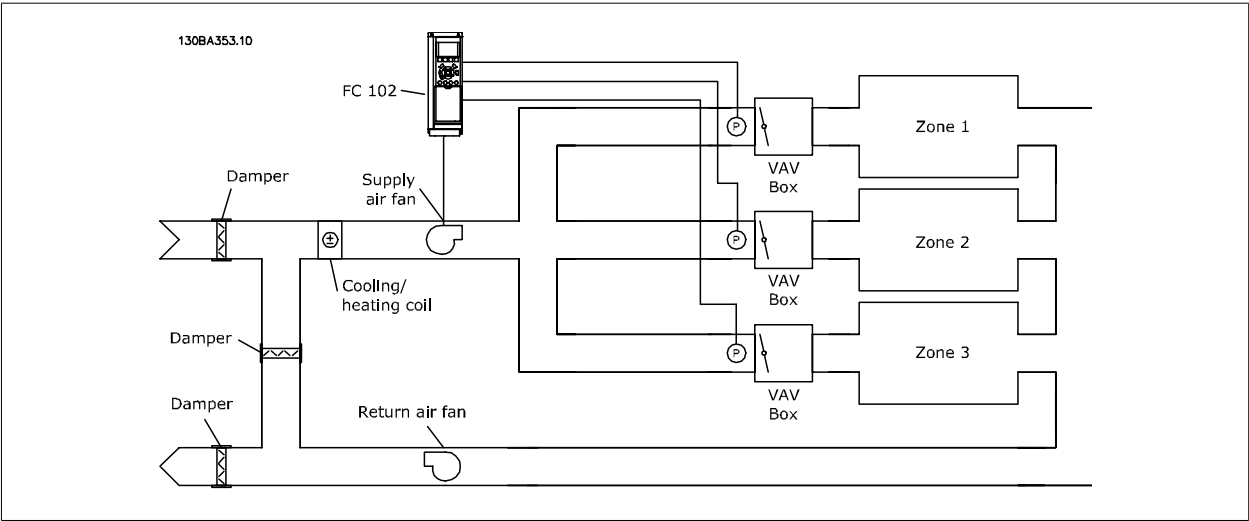 130BA353.10
FC 102
Damper
Supply
air fan
P
VAV
Box
Zone 1
P
VAV
Box
Zone 2
Cooling/
heating coil
Damper
P
VAV
Box
Zone 3
Damper
Return air fan